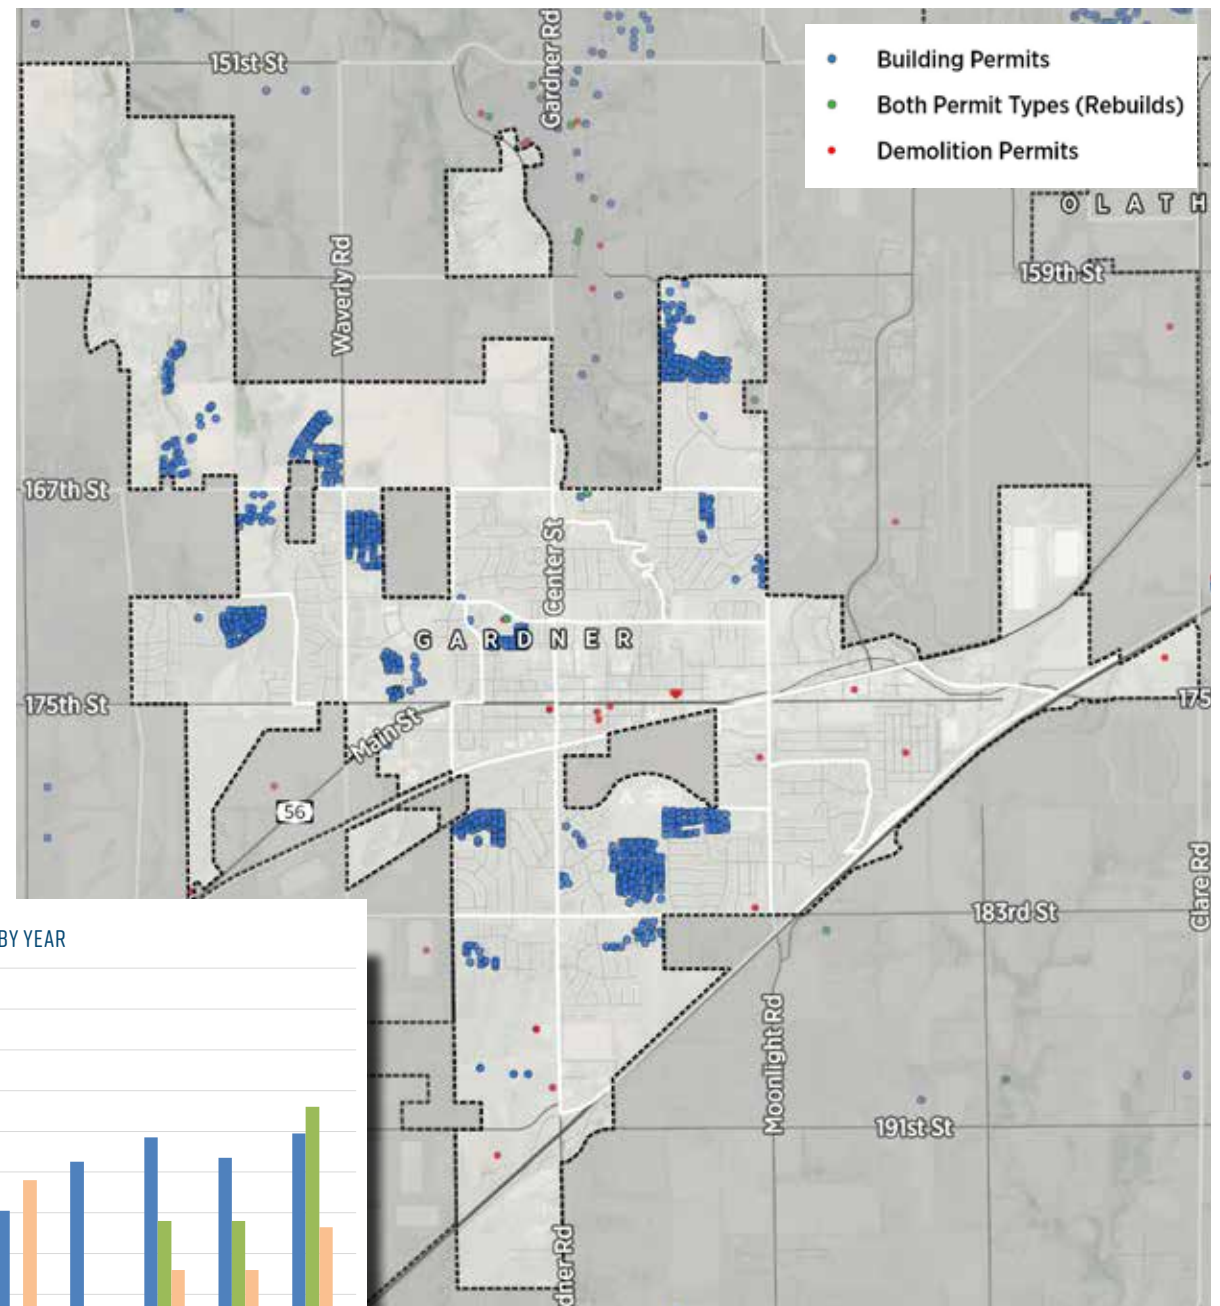 Gardner Rd
151st St
Building Permits
Both Permit Types (Rebuilds)
Demolition Permits
OLATH
159th St
Waverly Rd
167th St
Center St
GARDNER
175th St
175
Main St
56
Clare Rd
183rd St
BY YEAR
Moonlight Rd
191st St
dner Rd